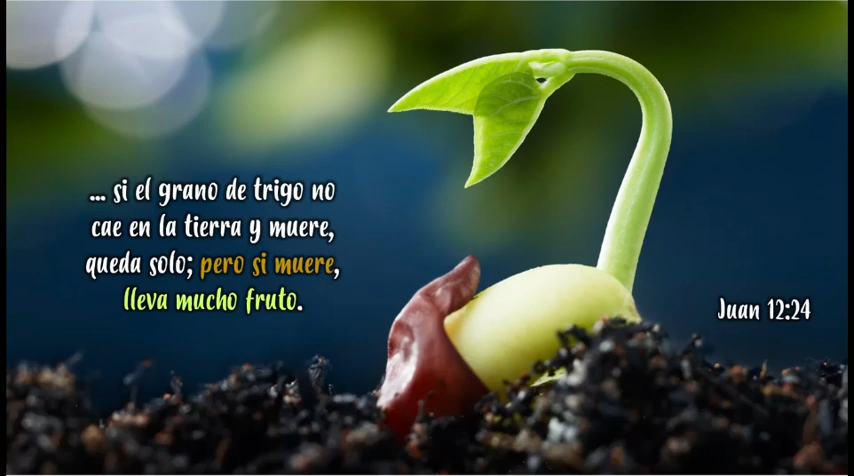 ... si el grano de trigo no
cae en la tierra y muere,
queda solo; pero si muere,
lleva mucho fruto.
Juan 12:24